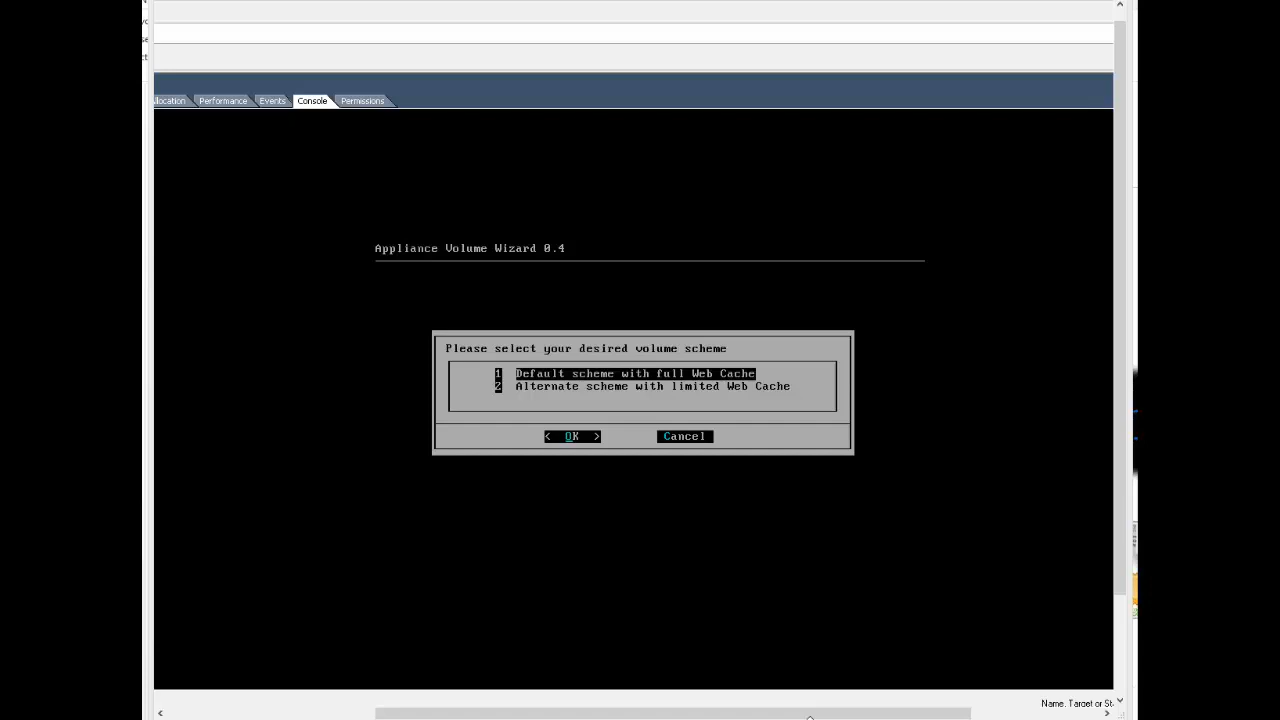 location Performance Events Console Permissions
Appliance Volume Wizard 0.4
Please select your desired volume scheme
1 Default scheme with full Web Cache
2 Alternate scheme with limited Web Cache
< OK > Cancel
Name, Target or St